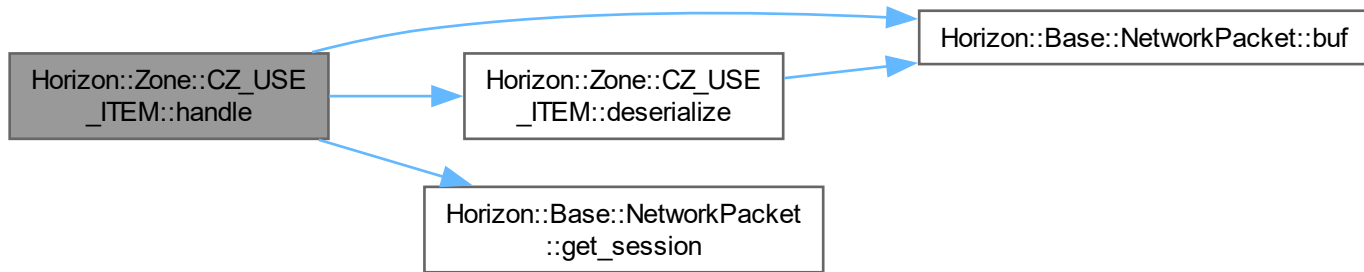 Horizon::Zone::CZ_USE
_ITEM::handle
Horizon::Zone::CZ_USE
_ITEM::deserialize
Horizon::Base::NetworkPacket::buf
Horizon::Base::NetworkPacket
::get_session